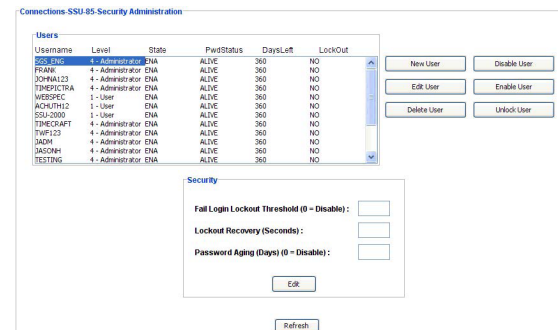 Connections-SSU-85-Security Administration
Users
Username Level State PwdStatus DaysLeft LockOut
SGS_ENG 4 - Administrator ENA ALIVE 360 NO
FRANK 4 - Administrator ENA ALIVE 360 NO
JOHNA123 4 - Administrator ENA ALIVE 360 NO
TIMEPICTRA 4 - Administrator ENA ALIVE 360 NO
WEBSPEC 1 - User ENA ALIVE 360 NO
ACHUTH12 1 - User ENA ALIVE 360 NO
SSU-2000 1 - User ENA ALIVE 360 NO
TIMECRAFT 4 - Administrator ENA ALIVE 360 NO
TWF123 4 - Administrator ENA ALIVE 360 NO
JADM 4 - Administrator ENA ALIVE 360 NO
JASONH 4 - Administrator ENA ALIVE 360 NO
TESTING 4 - Administrator ENA ALIVE 360 NO
New User Disable User
Edit User Enable User
Delete User Unlock User
Security
Fail Login Lockout Threshold (0 = Disable) :
Lockout Recovery (Seconds) :
Password Aging (Days) (0 = Disable) :
Edit
Refresh